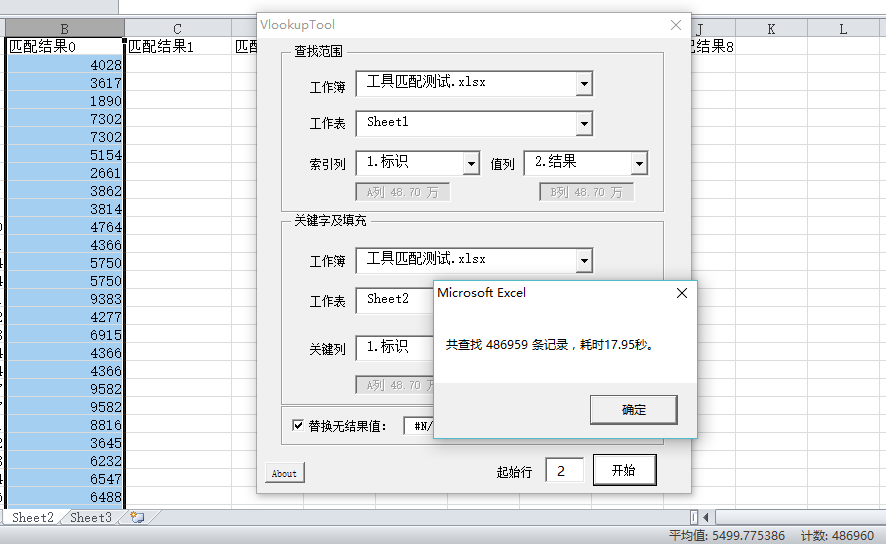 B C J K L
匹配结果0 匹配结果1 结果8
VlookupTool
查找范围
工作簿 工具匹配测试.xlsx
工作表 Sheet1
索引列 1.标识 值列 2.结果
A列 48.70 万 B列 48.70 万
关键字及填充
工作簿 工具匹配测试.xlsx
工作表 Sheet2
关键列 1.标识
A列 48.70 万
替换无结果值: #N/
About 起始行 2 开始
Microsoft Excel
共查找 486959 条记录，耗时17.95秒。
确定
4028
3617
1890
7302
7302
5154
2661
3862
3814
4764
4366
5750
5750
9383
4277
6915
4366
4366
9582
9582
8816
3645
6232
6547
6488
Sheet2 Sheet3
平均值: 5499.775386 计数: 486960